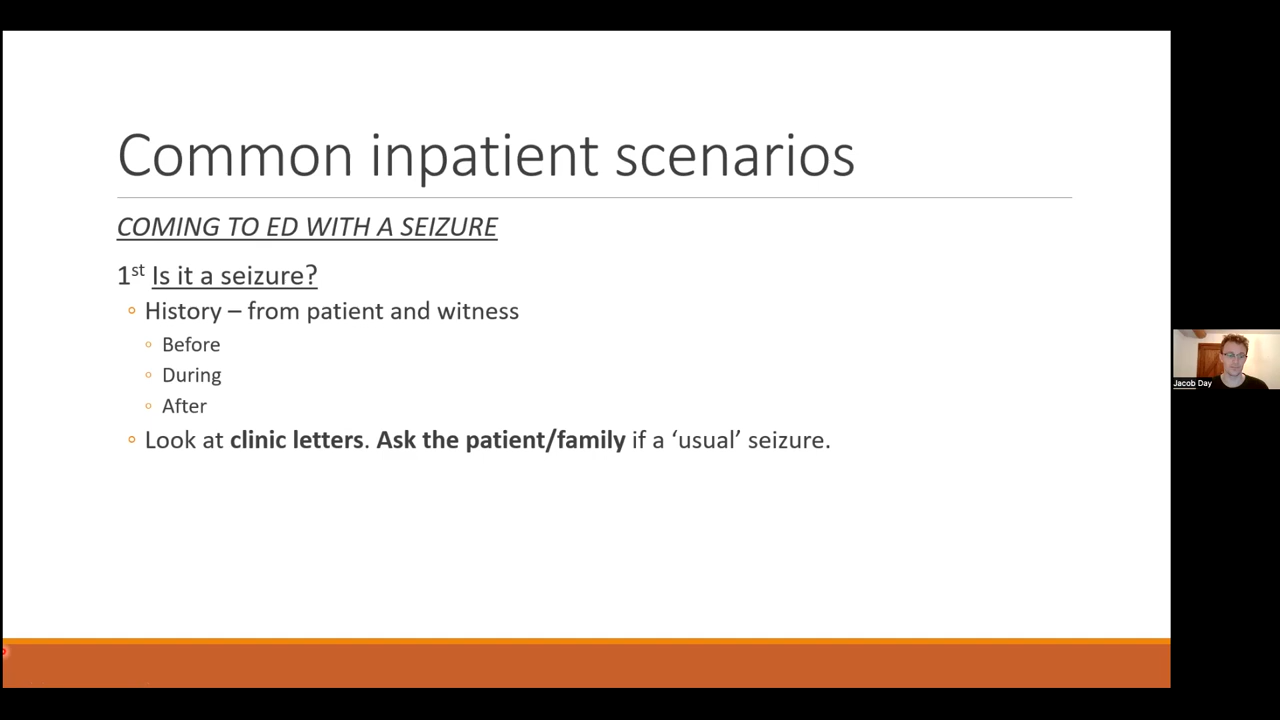 Common inpatient scenarios
COMING TO ED WITH A SEIZURE
1st Is it a seizure?
History – from patient and witness
Before
During
After
Look at clinic letters. Ask the patient/family if a ‘usual’ seizure.
Jacob Day